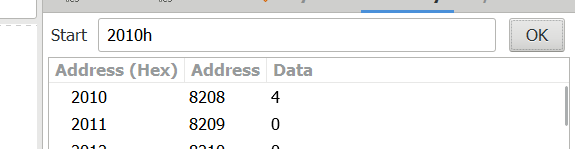 Start 2010h OK
Address (Hex) Address Data
2010 8208 4
2011 8209 0